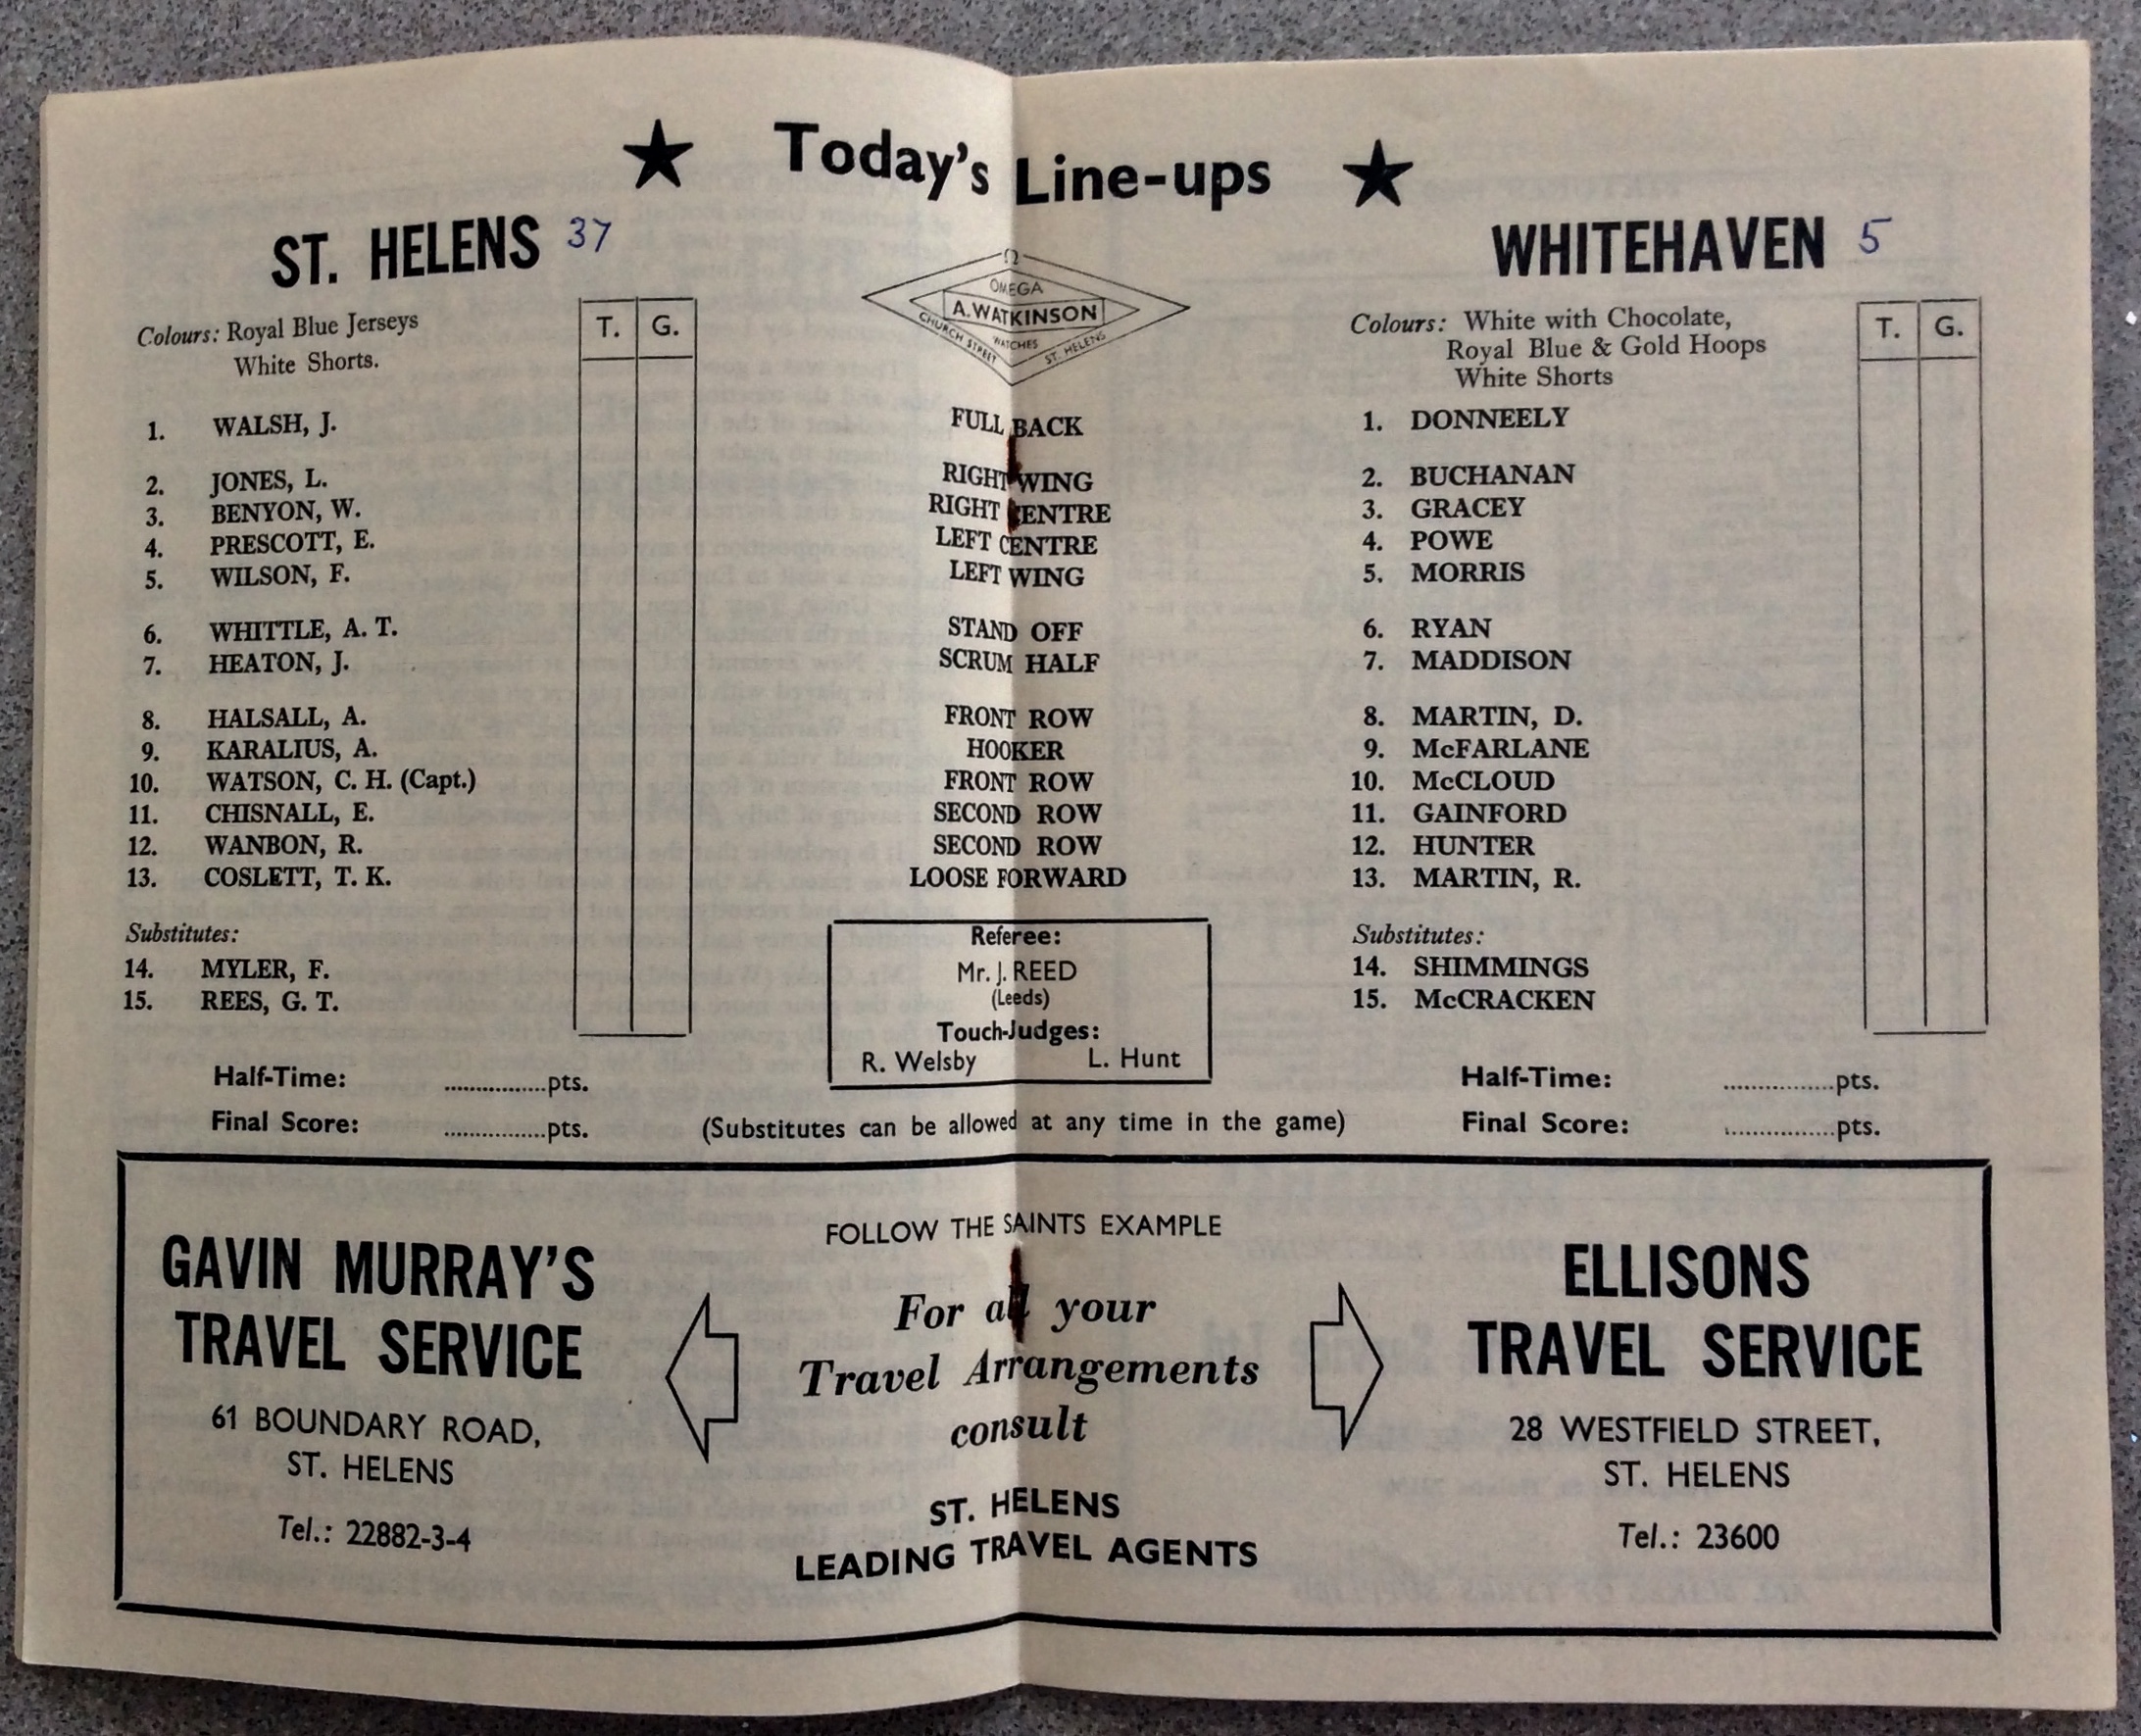 ★ Today's Line-ups ★
ST. HELENS 37
Colours: Royal Blue Jerseys
White Shorts.
T. G.
1. WALSH, J.
2. JONES, L.
3. BENYON, W.
4. PRESCOTT, E.
5. WILSON, F.
6. WHITTLE, A. T.
7. HEATON, J.
8. HALSALL, A.
9. KARALIUS, A.
10. WATSON, C. H. (Capt.)
11. CHISNALL, E.
12. WANBON, R.
13. COSLETT, T. K.
Substitutes:
14. MYLER, F.
15. REES, G. T.
Half-Time: ................pts.
Final Score: ................pts.
Ω
OMEGA
A. WATKINSON
WATCHES
CHURCH STREET
ST. HELENS
FULL BACK
RIGHT WING
RIGHT CENTRE
LEFT CENTRE
LEFT WING
STAND OFF
SCRUM HALF
FRONT ROW
HOOKER
FRONT ROW
SECOND ROW
SECOND ROW
LOOSE FORWARD
Referee:
Mr. J. REED
(Leeds)
Touch-Judges:
R. Welsby L. Hunt
(Substitutes can be allowed at any time in the game)
WHITEHAVEN 5
Colours: White with Chocolate,
Royal Blue & Gold Hoops
White Shorts
T. G.
1. DONNEELY
2. BUCHANAN
3. GRACEY
4. POWE
5. MORRIS
6. RYAN
7. MADDISON
8. MARTIN, D.
9. McFARLANE
10. McCLOUD
11. GAINFORD
12. HUNTER
13. MARTIN, R.
Substitutes:
14. SHIMMINGS
15. McCRACKEN
Half-Time: ................pts.
Final Score: ................pts.
GAVIN MURRAY'S
TRAVEL SERVICE
61 BOUNDARY ROAD,
ST. HELENS
Tel.: 22882-3-4
FOLLOW THE SAINTS EXAMPLE
For all your
Travel Arrangements
consult
ST. HELENS
LEADING TRAVEL AGENTS
ELLISONS
TRAVEL SERVICE
28 WESTFIELD STREET,
ST. HELENS
Tel.: 23600